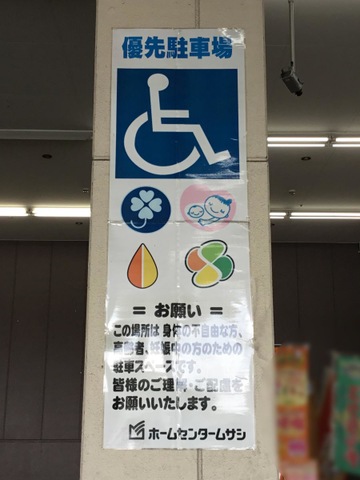 優先駐車場
= お願い =
この場所は 身体の不自由な方、
高齢者、妊娠中の方のための
駐車スペースです。
皆様のご理解・ご配慮を
お願いいたします。
ホームセンタームサシ